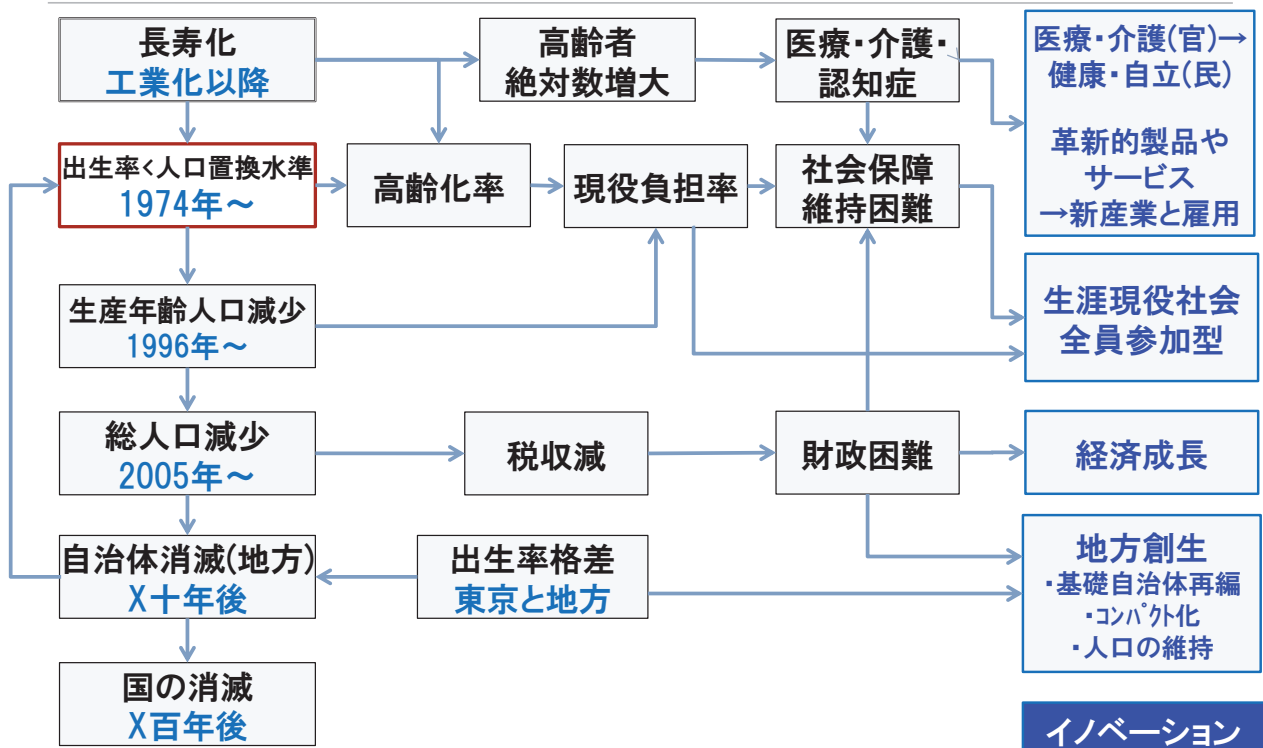 長寿化
工業化以降
高齢者
絶対数増大
医療・介護・
認知症
医療・介護(官)→
健康・自立(民)
革新的製品や
サービス
→新産業と雇用
出生率<人口置換水準
1974年~
高齢化率
現役負担率
社会保障
維持困難
生産年齢人口減少
1996年~
生涯現役社会
全員参加型
総人口減少
2005年~
税収減
財政困難
経済成長
自治体消滅(地方)
X十年後
出生率格差
東京と地方
地方創生
・基礎自治体再編
・コンパクト化
・人口の維持
国の消滅
X百年後
イノベーション